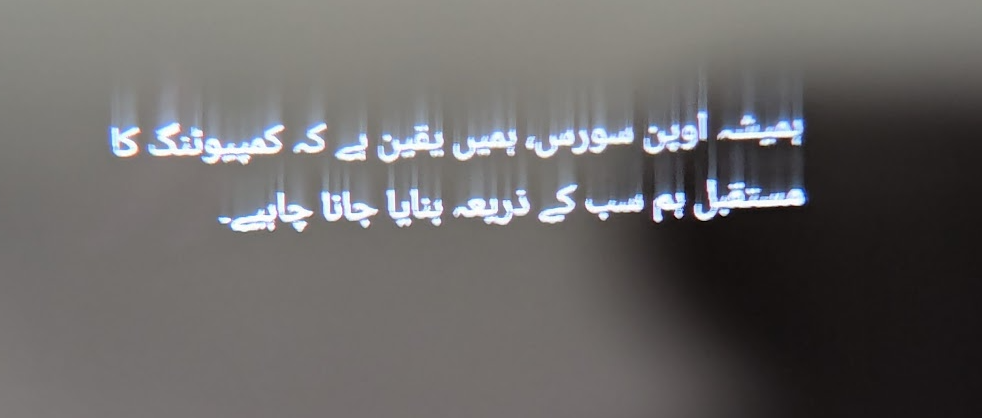 ہمیشہ اوپن سورس، ہمیں یقین ہے کہ کمپیوٹنگ کا
مستقبل ہم سب کے ذریعہ بنایا جانا چاہیے۔